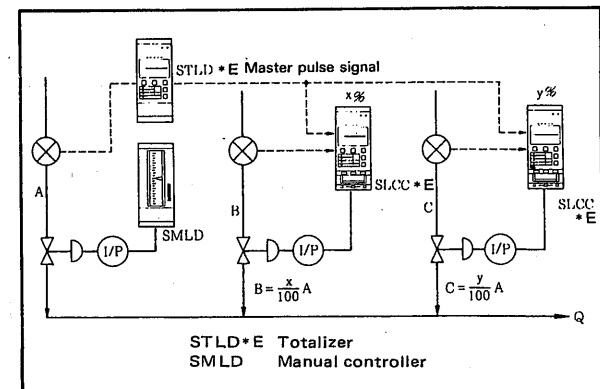 STLD*E Master pulse signal
x%
y%
A
B
C
SLCC*E
SLCC
*E
SMLD
I/P
I/P
I/P
B = x/100 A
C = y/100 A
Q
STLD*E Totalizer
SMLD Manual controller